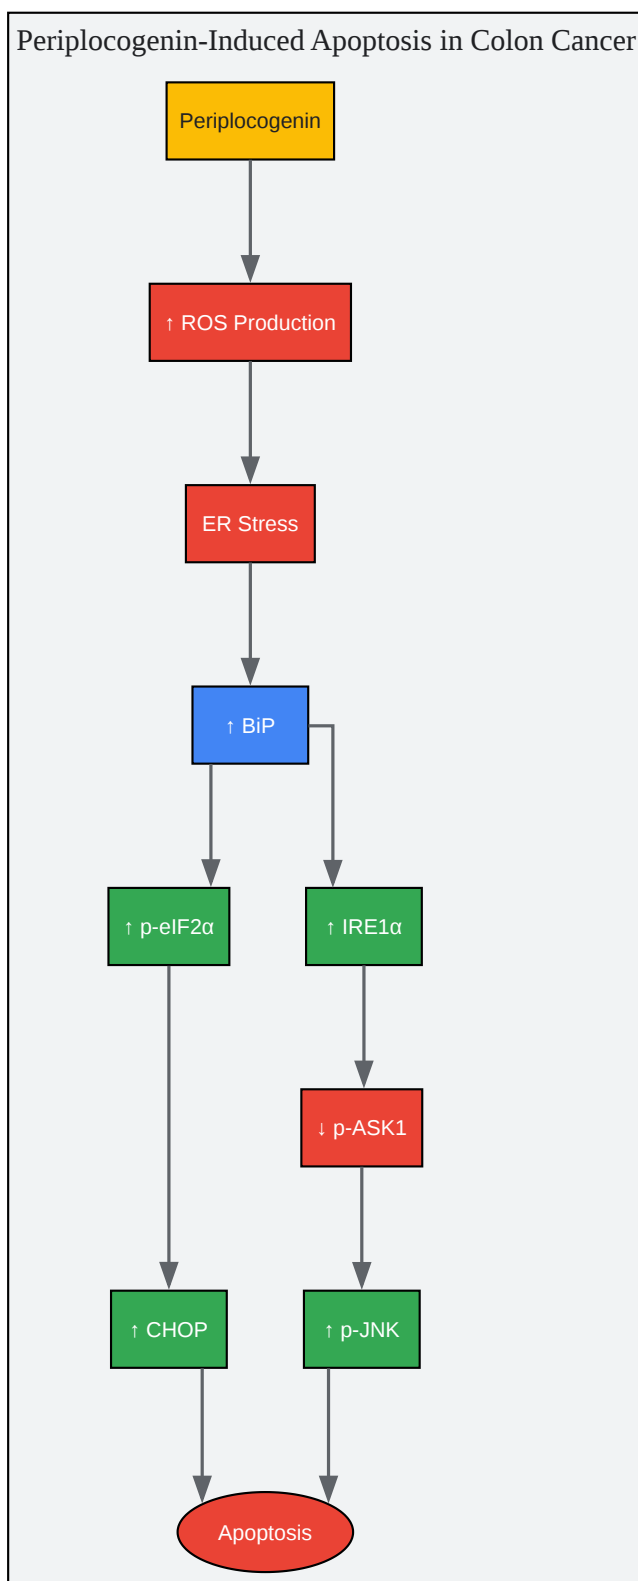 Periplocogenin-Induced Apoptosis in Colon Cancer
Periplocogenin
↑ ROS Production
ER Stress
↑ BiP
↑ p-eIF2α
↑ IRE1α
↓ p-ASK1
↑ CHOP
↑ p-JNK
Apoptosis